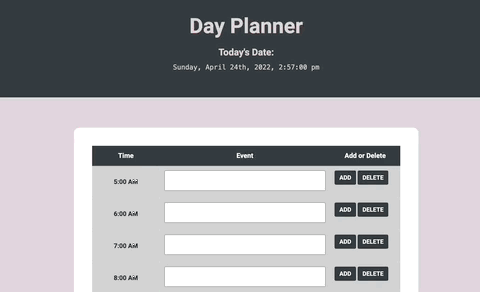 Day Planner
Today's Date:
Sunday, April 24th, 2022, 2:57:00 pm
Time Event Add or Delete
5:00 AM ADD DELETE
6:00 AM ADD DELETE
7:00 AM ADD DELETE
8:00 AM ADD DELETE